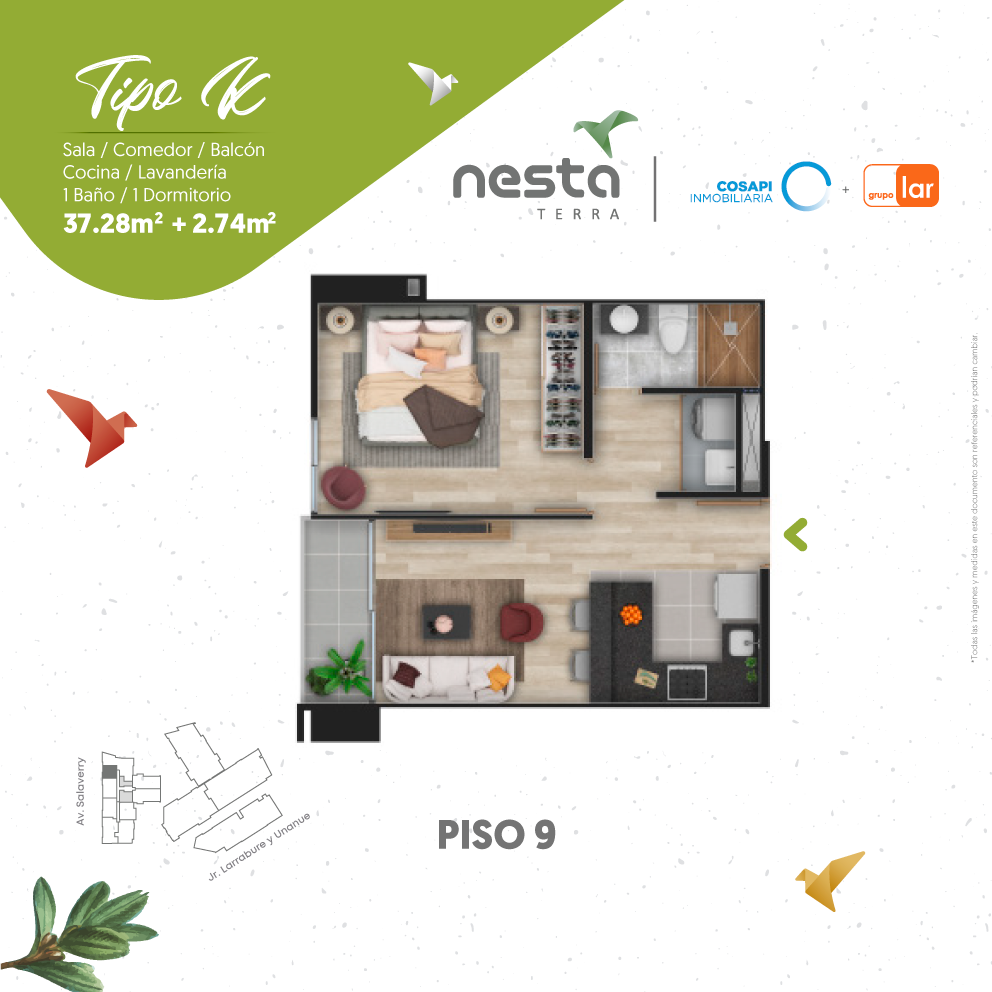 Tipo K
Sala / Comedor / Balcón
Cocina / Lavandería
1 Baño / 1 Dormitorio
37.28m² + 2.74m²
nesta
TERRA
COSAPI
INMOBILIARIA
+
grupo lar
*Todas las imágenes y medidas en este documento son referenciales y podrían cambiar.
Av. Salaverry
Jr. Larrabure y Unanue
PISO 9